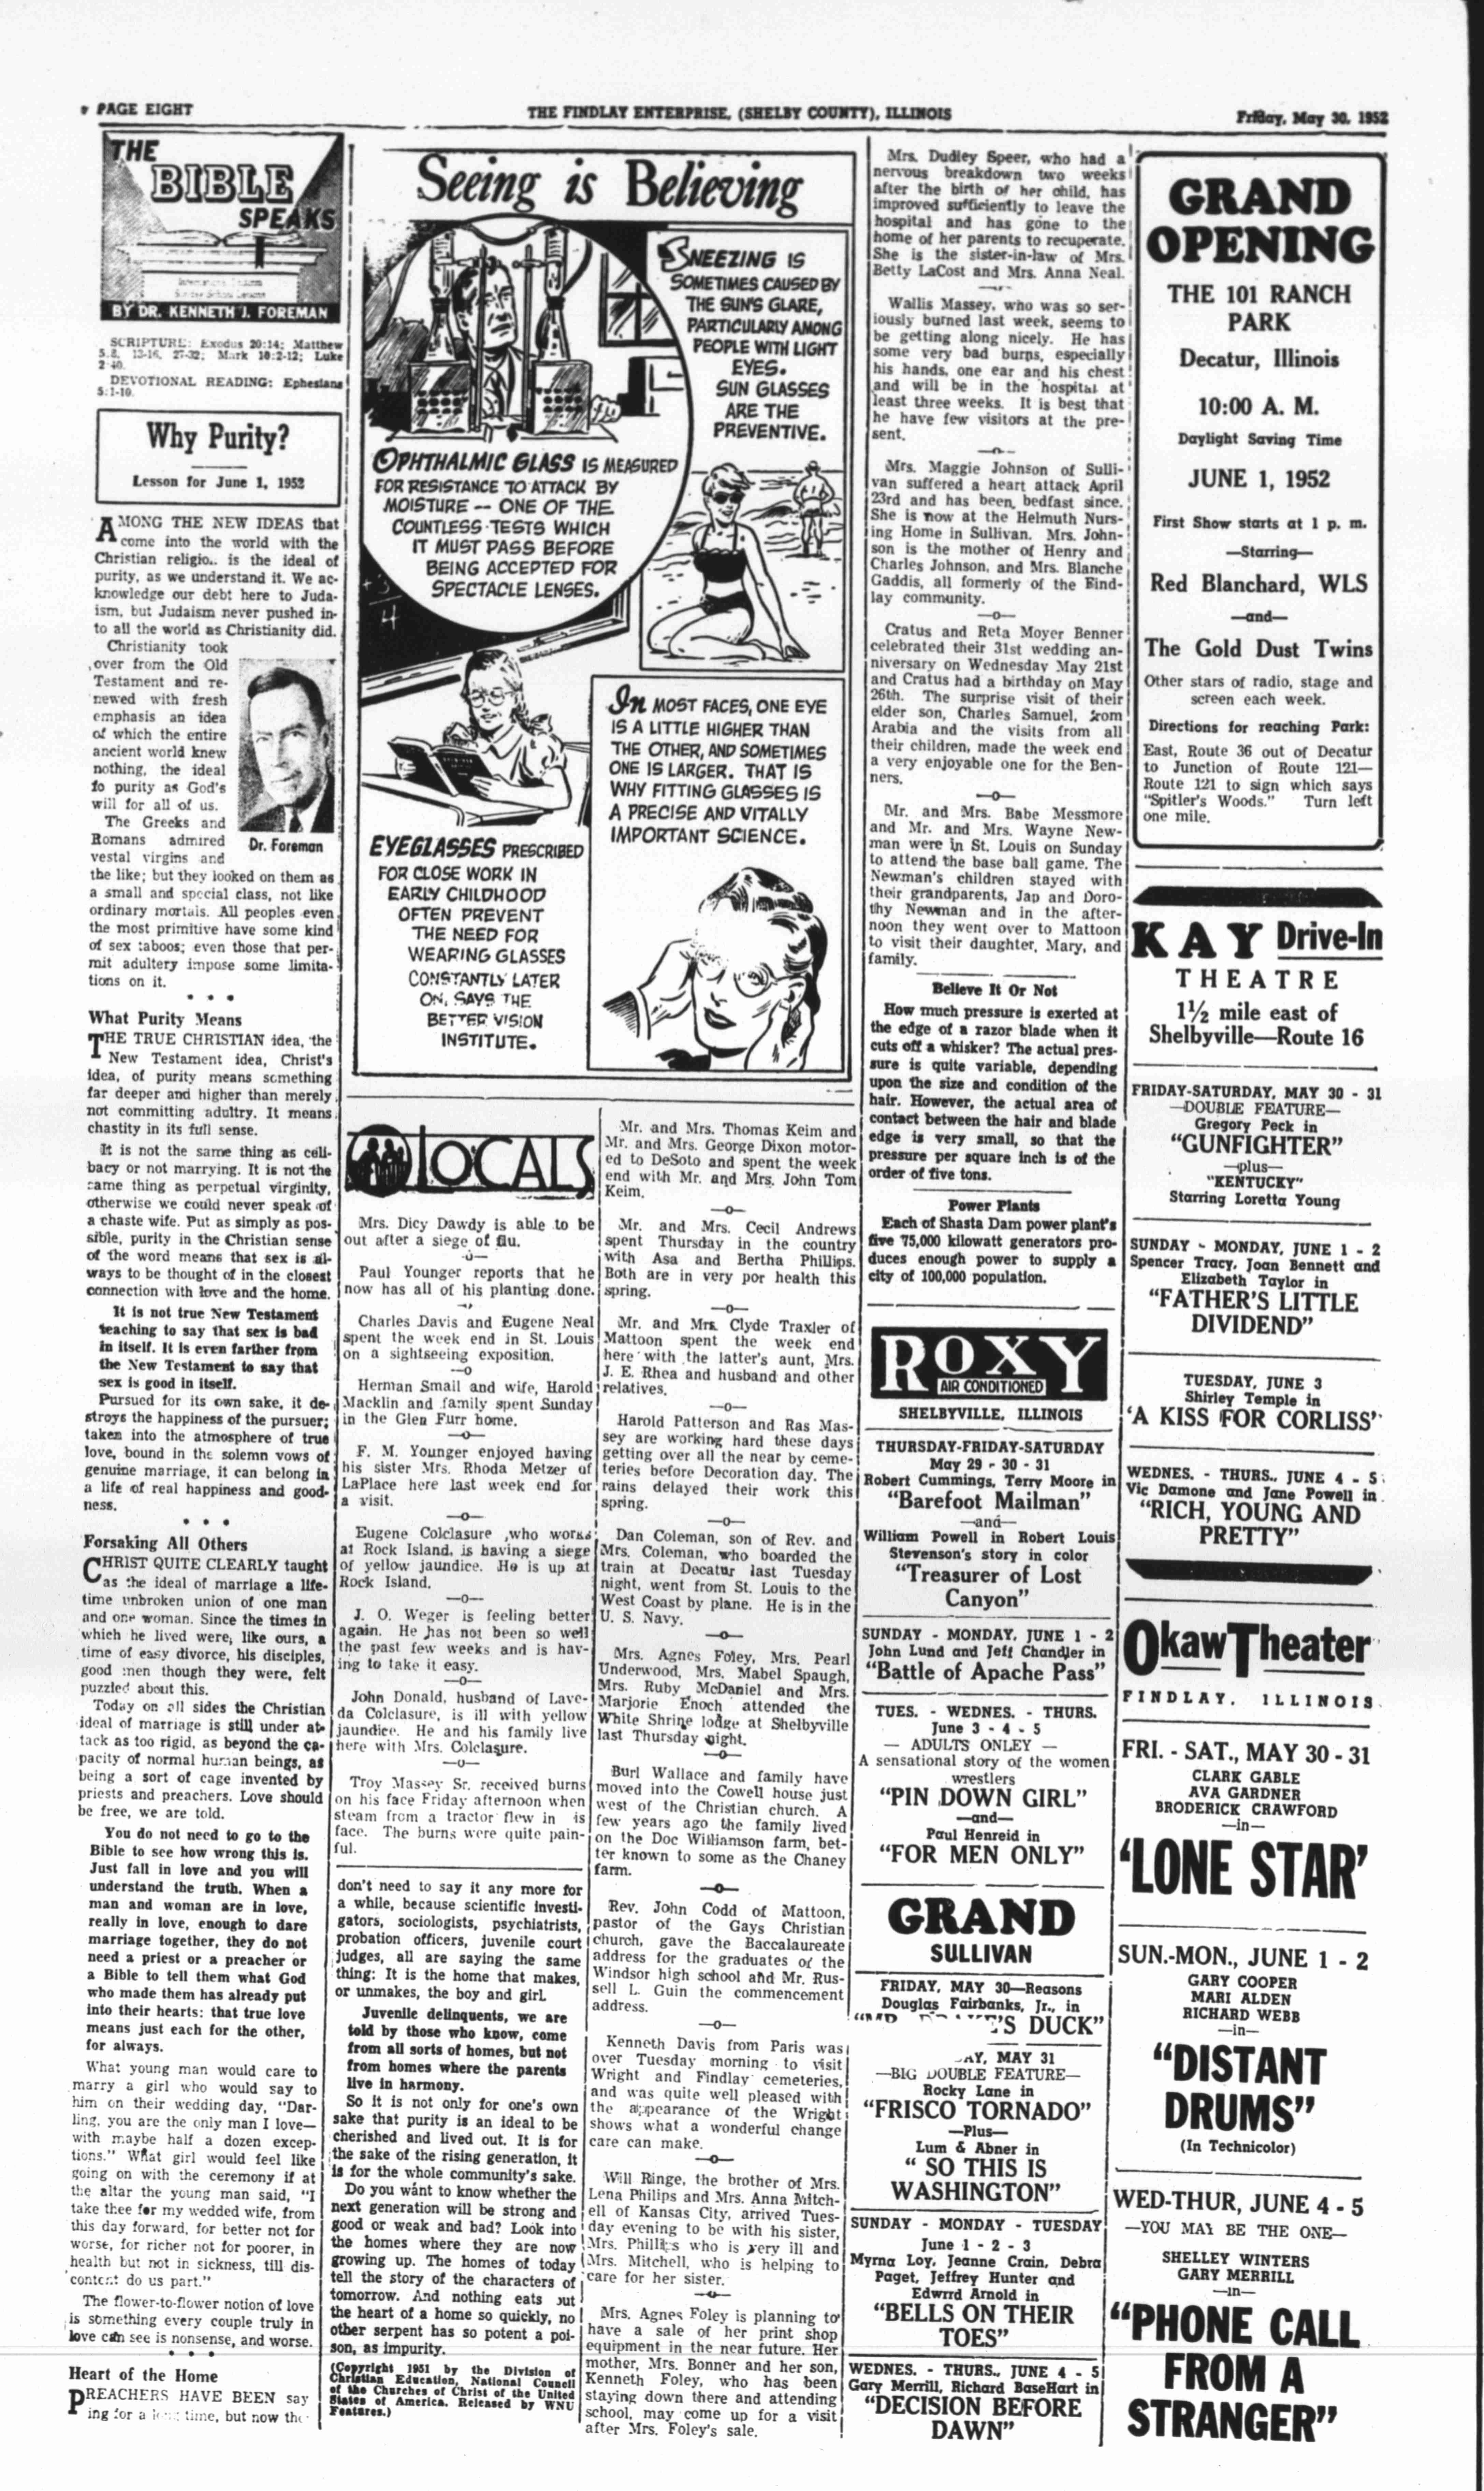 PAGE EIGHT
THE FINDLAY ENTERPRISE, (SHELBY COUNTY), ILLINOIS
Friday, May 30, 1952
THE
BIBLE
SPEAKS
BY DR. KENNETH J. FOREMAN
SCRIPTURE: Exodus 20:14; Matthew
5:8, 13-16, 27-32; Mark 10:2-12; Luke
2:40.
DEVOTIONAL READING: Ephesians
5:1-10.
Why Purity?
Lesson for June 1, 1952
AMONG THE NEW IDEAS that
come into the world with the
Christian religio.. is the ideal of
purity, as we understand it. We ac-
knowledge our debt here to Juda-
ism, but Judaism never pushed in-
to all the world as Christianity did.
Christianity took
over from the Old
Testament and re-
newed with fresh
emphasis an idea
of which the entire
ancient world knew
nothing, the ideal
fo purity as God's
will for all of us.
The Greeks and
Romans admired
vestal virgins and
Dr. Foreman
the like; but they looked on them as
a small and special class, not like
ordinary mortals. All peoples even
the most primitive have some kind
of sex taboos; even those that per-
mit adultery impose some limita-
tions on it.
• • •
What Purity Means
THE TRUE CHRISTIAN idea, the
New Testament idea, Christ's
idea, of purity means something
far deeper and higher than merely
not committing adultry. It means
chastity in its full sense.
It is not the same thing as celi-
bacy or not marrying. It is not the
same thing as perpetual virginity,
otherwise we could never speak of
a chaste wife. Put as simply as pos-
sible, purity in the Christian sense
of the word means that sex is al-
ways to be thought of in the closest
connection with love and the home.
It is not true New Testament
teaching to say that sex is bad
in itself. It is even farther from
the New Testament to say that
sex is good in itself.
Pursued for its own sake, it de-
stroys the happiness of the pursuer;
taken into the atmosphere of true
love, bound in the solemn vows of
genuine marriage, it can belong in
a life of real happiness and good-
ness.
• • •
Forsaking All Others
CHRIST QUITE CLEARLY taught
as the ideal of marriage a life-
time unbroken union of one man
and one woman. Since the times in
which he lived were, like ours, a
time of easy divorce, his disciples,
good men though they were, felt
puzzled about this.
Today on all sides the Christian
ideal of marriage is still under at-
tack as too rigid, as beyond the ca-
pacity of normal human beings, as
being a sort of cage invented by
priests and preachers. Love should
be free, we are told.
You do not need to go to the
Bible to see how wrong this is.
Just fall in love and you will
understand the truth. When a
man and woman are in love,
really in love, enough to dare
marriage together, they do not
need a priest or a preacher or
a Bible to tell them what God
who made them has already put
into their hearts: that true love
means just each for the other,
for always.
What young man would care to
marry a girl who would say to
him on their wedding day, "Dar-
ling, you are the only man I love—
with maybe half a dozen excep-
tions." What girl would feel like
going on with the ceremony if at
the altar the young man said, "I
take thee for my wedded wife, from
this day forward, for better not for
worse, for richer not for poorer, in
health but not in sickness, till dis-
content do us part."
The flower-to-flower notion of love
is something every couple truly in
love can see is nonsense, and worse.
• • •
Heart of the Home
PREACHERS HAVE BEEN say
ing for a long time, but now the
don't need to say it any more for
a while, because scientific investi-
gators, sociologists, psychiatrists,
probation officers, juvenile court
judges, all are saying the same
thing: It is the home that makes,
or unmakes, the boy and girl.
Juvenile delinquents, we are
told by those who know, come
from all sorts of homes, but not
from homes where the parents
live in harmony.
So it is not only for one's own
sake that purity is an ideal to be
cherished and lived out. It is for
the sake of the rising generation, it
is for the whole community's sake.
Do you want to know whether the
next generation will be strong and
good or weak and bad? Look into
the homes where they are now
growing up. The homes of today
tell the story of the characters of
tomorrow. And nothing eats out
the heart of a home so quickly, no
other serpent has so potent a poi-
son, as impurity.
(Copyright 1951 by the Division of
Christian Education, National Council
of the Churches of Christ of the United
States of America. Released by WNU
Features.)
Seeing is Believing
SNEEZING IS
SOMETIMES CAUSED BY
THE SUN'S GLARE,
PARTICULARLY AMONG
PEOPLE WITH LIGHT
EYES.
SUN GLASSES
ARE THE
PREVENTIVE.
OPHTHALMIC GLASS IS MEASURED
FOR RESISTANCE TO ATTACK BY
MOISTURE -- ONE OF THE
COUNTLESS TESTS WHICH
IT MUST PASS BEFORE
BEING ACCEPTED FOR
SPECTACLE LENSES.
+3
4
IN MOST FACES, ONE EYE
IS A LITTLE HIGHER THAN
THE OTHER, AND SOMETIMES
ONE IS LARGER. THAT IS
WHY FITTING GLASSES IS
A PRECISE AND VITALLY
IMPORTANT SCIENCE.
EYEGLASSES PRESCRIBED
FOR CLOSE WORK IN
EARLY CHILDHOOD
OFTEN PREVENT
THE NEED FOR
WEARING GLASSES
CONSTANTLY LATER
ON, SAYS THE
BETTER VISION
INSTITUTE.
LOCALS
Mrs. Dicy Dawdy is able to be
out after a siege of flu.
—o—
Paul Younger reports that he
now has all of his planting done.
Charles Davis and Eugene Neal
spent the week end in St. Louis
on a sightseeing exposition.
—o
Herman Small and wife, Harold
Macklin and family spent Sunday
in the Glen Furr home.
—o—
F. M. Younger enjoyed having
his sister Mrs. Rhoda Metzer of
LaPlace here last week end for
a visit.
—o—
Eugene Colclasure ,who works
at Rock Island, is having a siege
of yellow jaundice. He is up at
Rock Island.
—o—
J. O. Weger is feeling better
again. He has not been so well
the past few weeks and is hav-
ing to take it easy.
—o—
John Donald, husband of Lave-
da Colclasure, is ill with yellow
jaundice. He and his family live
here with Mrs. Colclasure.
—o—
Troy Massey Sr. received burns
on his face Friday afternoon when
steam from a tractor flew in is
face. The burns were quite pain-
ful.
Mr. and Mrs. Thomas Keim and
Mr. and Mrs. George Dixon motor-
ed to DeSoto and spent the week
end with Mr. and Mrs. John Tom
Keim.
—o—
Mr. and Mrs. Cecil Andrews
spent Thursday in the country
with Asa and Bertha Phillips.
Both are in very por health this
spring.
—o—
Mr. and Mrs. Clyde Traxler of
Mattoon spent the week end
here with the latter's aunt, Mrs.
J. E. Rhea and husband and other
relatives.
—o—
Harold Patterson and Ras Mas-
sey are working hard these days
getting over all the near by ceme-
teries before Decoration day. The
rains delayed their work this
spring.
—o—
Dan Coleman, son of Rev. and
Mrs. Coleman, who boarded the
train at Decatur last Tuesday
night, went from St. Louis to the
West Coast by plane. He is in the
U. S. Navy.
—o—
Mrs. Agnes Foley, Mrs. Pearl
Underwood, Mrs. Mabel Spaugh,
Mrs. Ruby McDaniel and Mrs.
Marjorie Enoch attended the
White Shrine lodge at Shelbyville
last Thursday night.
—o—
Burl Wallace and family have
moved into the Cowell house just
west of the Christian church. A
few years ago the family lived
on the Doc Williamson farm, bet-
ter known to some as the Chaney
farm.
—o—
Rev. John Codd of Mattoon,
pastor of the Gays Christian
church, gave the Baccalaureate
address for the graduates of the
Windsor high school and Mr. Rus-
sell L. Guin the commencement
address.
—o—
Kenneth Davis from Paris was
over Tuesday morning to visit
Wright and Findlay cemeteries,
and was quite well pleased with
the appearance of the Wright
shows what a wonderful change
care can make.
—o—
Will Ringe, the brother of Mrs.
Lena Philips and Mrs. Anna Mitch-
ell of Kansas City, arrived Tues-
day evening to be with his sister,
Mrs. Phillips who is very ill and
Mrs. Mitchell, who is helping to
care for her sister.
—o—
Mrs. Agnes Foley is planning to
have a sale of her print shop
equipment in the near future. Her
mother, Mrs. Bonner and her son,
Kenneth Foley, who has been
staying down there and attending
school, may come up for a visit
after Mrs. Foley's sale.
Mrs. Dudley Speer, who had a
nervous breakdown two weeks
after the birth of her child, has
improved sufficiently to leave the
hospital and has gone to the
home of her parents to recuperate.
She is the sister-in-law of Mrs.
Betty LaCost and Mrs. Anna Neal.
Wallis Massey, who was so ser-
iously burned last week, seems to
be getting along nicely. He has
some very bad burns, especially
his hands, one ear and his chest
and will be in the hospital at
least three weeks. It is best that
he have few visitors at the pre-
sent.
—o—
Mrs. Maggie Johnson of Sulli-
van suffered a heart attack April
23rd and has been bedfast since.
She is now at the Helmuth Nurs-
ing Home in Sullivan. Mrs. John-
son is the mother of Henry and
Charles Johnson, and Mrs. Blanche
Gaddis, all formerly of the Find-
lay community.
—o—
Cratus and Reta Moyer Benner
celebrated their 31st wedding an-
niversary on Wednesday May 21st
and Cratus had a birthday on May
26th. The surprise visit of their
elder son, Charles Samuel, from
Arabia and the visits from all
their children, made the week end
a very enjoyable one for the Ben-
ners.
—o—
Mr. and Mrs. Babe Messmore
and Mr. and Mrs. Wayne New-
man were in St. Louis on Sunday
to attend the base ball game. The
Newman's children stayed with
their grandparents, Jap and Doro-
thy Newman and in the after-
noon they went over to Mattoon
to visit their daughter, Mary, and
family.
Believe It Or Not
How much pressure is exerted at
the edge of a razor blade when it
cuts off a whisker? The actual pres-
sure is quite variable, depending
upon the size and condition of the
hair. However, the actual area of
contact between the hair and blade
edge is very small, so that the
pressure per square inch is of the
order of five tons.
Power Plants
Each of Shasta Dam power plant's
five 75,000 kilowatt generators pro-
duces enough power to supply a
city of 100,000 population.
ROXY
AIR CONDITIONED
SHELBYVILLE, ILLINOIS
THURSDAY-FRIDAY-SATURDAY
May 29 - 30 - 31
Robert Cummings, Terry Moore in
"Barefoot Mailman"
—and—
William Powell in Robert Louis
Stevenson's story in color
"Treasurer of Lost
Canyon"
SUNDAY - MONDAY, JUNE 1 - 2
John Lund and Jeff Chandler in
"Battle of Apache Pass"
TUES. - WEDNES. - THURS.
June 3 - 4 - 5
— ADULTS ONLEY —
A sensational story of the women
wrestlers
"PIN DOWN GIRL"
—and—
Paul Henreid in
"FOR MEN ONLY"
GRAND
SULLIVAN
FRIDAY, MAY 30—Reasons
Douglas Fairbanks, Jr., in
'S DUCK"
MAY 31
—BIG DOUBLE FEATURE—
Rocky Lane in
"FRISCO TORNADO"
—Plus—
Lum & Abner in
" SO THIS IS
WASHINGTON"
SUNDAY - MONDAY - TUESDAY
June 1 - 2 - 3
Myrna Loy, Jeanne Crain, Debra
Paget, Jeffrey Hunter and
Edwrrd Arnold in
"BELLS ON THEIR
TOES"
WEDNES. - THURS., JUNE 4 - 5
Gary Merrill, Richard BaseHart in
"DECISION BEFORE
DAWN"
GRAND
OPENING
THE 101 RANCH
PARK
Decatur, Illinois
10:00 A. M.
Daylight Saving Time
JUNE 1, 1952
First Show starts at 1 p. m.
—Starring—
Red Blanchard, WLS
—and—
The Gold Dust Twins
Other stars of radio, stage and
screen each week.
Directions for reaching Park:
East, Route 36 out of Decatur
to Junction of Route 121—
Route 121 to sign which says
"Spitler's Woods." Turn left
one mile.
KAY Drive-In
THEATRE
1½ mile east of
Shelbyville—Route 16
FRIDAY-SATURDAY, MAY 30 - 31
—DOUBLE FEATURE—
Gregory Peck in
"GUNFIGHTER"
—plus—
"KENTUCKY"
Starring Loretta Young
SUNDAY - MONDAY, JUNE 1 - 2
Spencer Tracy, Joan Bennett and
Elizabeth Taylor in
"FATHER'S LITTLE
DIVIDEND"
TUESDAY, JUNE 3
Shirley Temple in
'A KISS FOR CORLISS'
WEDNES. - THURS., JUNE 4 - 5
Vic Damone and Jane Powell in
"RICH, YOUNG AND
PRETTY"
Okaw Theater
FINDLAY, ILLINOIS
FRI. - SAT., MAY 30 - 31
CLARK GABLE
AVA GARDNER
BRODERICK CRAWFORD
—in—
'LONE STAR'
SUN.-MON., JUNE 1 - 2
GARY COOPER
MARI ALDEN
RICHARD WEBB
—in—
"DISTANT
DRUMS"
(In Technicolor)
WED-THUR, JUNE 4 - 5
—YOU MAY BE THE ONE—
SHELLEY WINTERS
GARY MERRILL
—in—
"PHONE CALL
FROM A
STRANGER"